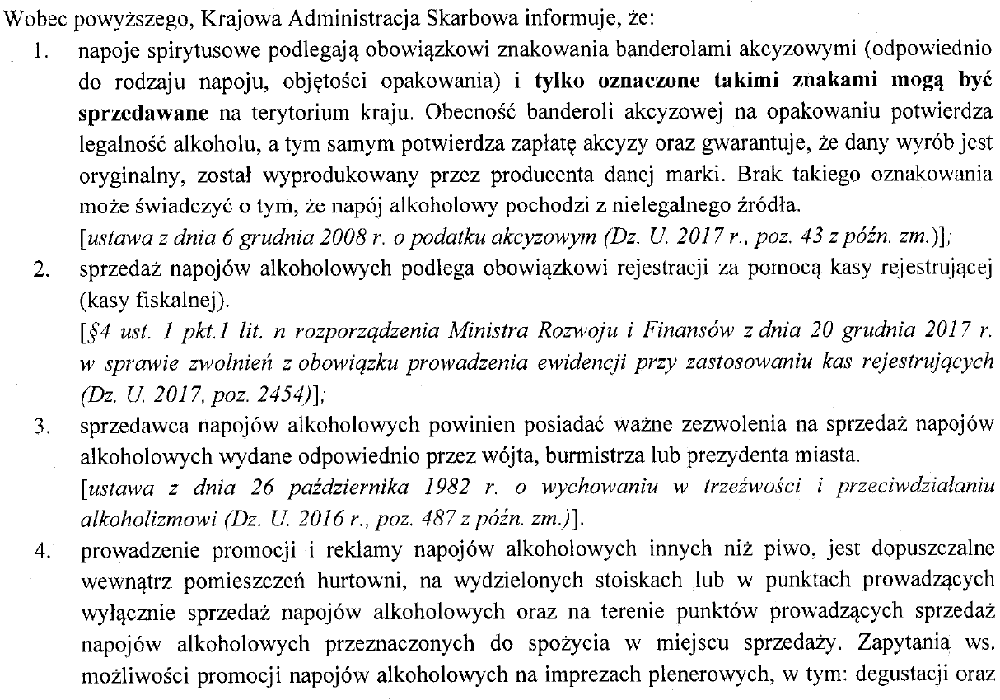 Wobec powyższego, Krajowa Administracja Skarbowa informuje, że:
1. napoje spirytusowe podlegają obowiązkowi znakowania banderolami akcyzowymi (odpowiednio
do rodzaju napoju, objętości opakowania) i tylko oznaczone takimi znakami mogą być
sprzedawane na terytorium kraju. Obecność banderoli akcyzowej na opakowaniu potwierdza
legalność alkoholu, a tym samym potwierdza zapłatę akcyzy oraz gwarantuje, że dany wyrób jest
oryginalny, został wyprodukowany przez producenta danej marki. Brak takiego oznakowania
może świadczyć o tym, że napój alkoholowy pochodzi z nielegalnego źródła.
[ustawa z dnia 6 grudnia 2008 r. o podatku akcyzowym (Dz. U. 2017 r., poz. 43 z późn. zm.)];
2. sprzedaż napojów alkoholowych podlega obowiązkowi rejestracji za pomocą kasy rejestrującej
(kasy fiskalnej).
[§4 ust. 1 pkt.1 lit. n rozporządzenia Ministra Rozwoju i Finansów z dnia 20 grudnia 2017 r.
w sprawie zwolnień z obowiązku prowadzenia ewidencji przy zastosowaniu kas rejestrujących
(Dz. U. 2017, poz. 2454)];
3. sprzedawca napojów alkoholowych powinien posiadać ważne zezwolenia na sprzedaż napojów
alkoholowych wydane odpowiednio przez wójta, burmistrza lub prezydenta miasta.
[ustawa z dnia 26 października 1982 r. o wychowaniu w trzeźwości i przeciwdziałaniu
alkoholizmowi (Dz. U. 2016 r., poz. 487 z późn. zm.)].
4. prowadzenie promocji i reklamy napojów alkoholowych innych niż piwo, jest dopuszczalne
wewnątrz pomieszczeń hurtowni, na wydzielonych stoiskach lub w punktach prowadzących
wyłącznie sprzedaż napojów alkoholowych oraz na terenie punktów prowadzących sprzedaż
napojów alkoholowych przeznaczonych do spożycia w miejscu sprzedaży. Zapytania ws.
możliwości promocji napojów alkoholowych na imprezach plenerowych, w tym: degustacji oraz